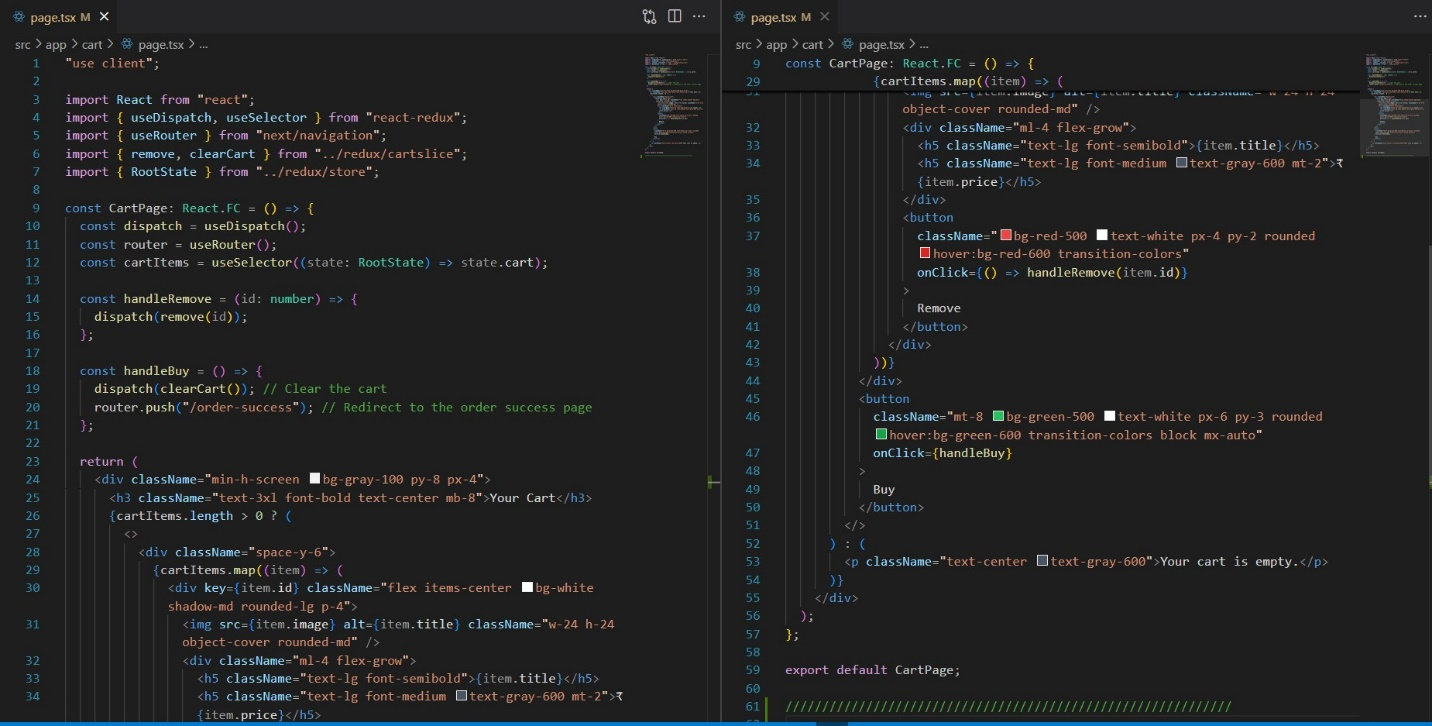 page.tsx M
src > app > cart > page.tsx > ...
1 "use client";
2
3 import React from "react";
4 import { useDispatch, useSelector } from "react-redux";
5 import { useRouter } from "next/navigation";
6 import { remove, clearCart } from "../redux/cartslice";
7 import { RootState } from "../redux/store";
8
9 const CartPage: React.FC = () => {
10 const dispatch = useDispatch();
11 const router = useRouter();
12 const cartItems = useSelector((state: RootState) => state.cart);
13
14 const handleRemove = (id: number) => {
15 dispatch(remove(id));
16 };
17
18 const handleBuy = () => {
19 dispatch(clearCart()); // Clear the cart
20 router.push("/order-success"); // Redirect to the order success page
21 };
22
23 return (
24 <div className="min-h-screen bg-gray-100 py-8 px-4">
25 <h3 className="text-3xl font-bold text-center mb-8">Your Cart</h3>
26 {cartItems.length > 0 ? (
27 <>
28 <div className="space-y-6">
29 {cartItems.map((item) => (
30 <div key={item.id} className="flex items-center bg-white
shadow-md rounded-lg p-4">
31 <img src={item.image} alt={item.title} className="w-24 h-24
object-cover rounded-md" />
32 <div className="ml-4 flex-grow">
33 <h5 className="text-lg font-semibold">{item.title}</h5>
34 <h5 className="text-lg font-medium text-gray-600 mt-2">₹
{item.price}</h5>
page.tsx M
src > app > cart > page.tsx > ...
9 const CartPage: React.FC = () => {
29 {cartItems.map((item) => (
31 <img src={item.image} alt={item.title} className="w-24 h-24
object-cover rounded-md" />
32 <div className="ml-4 flex-grow">
33 <h5 className="text-lg font-semibold">{item.title}</h5>
34 <h5 className="text-lg font-medium text-gray-600 mt-2">₹
{item.price}</h5>
35 </div>
36 <button
37 className="bg-red-500 text-white px-4 py-2 rounded
hover:bg-red-600 transition-colors"
38 onClick={() => handleRemove(item.id)}
39 >
40 Remove
41 </button>
42 </div>
43 ))}
44 </div>
45 <button
46 className="mt-8 bg-green-500 text-white px-6 py-3 rounded
hover:bg-green-600 transition-colors block mx-auto"
47 onClick={handleBuy}
48 >
49 Buy
50 </button>
51 </>
52 ) : (
53 <p className="text-center text-gray-600">Your cart is empty.</p>
54 )}
55 </div>
56 );
57 };
58
59 export default CartPage;
60
61 /////////////////////////////////////////////////////////////